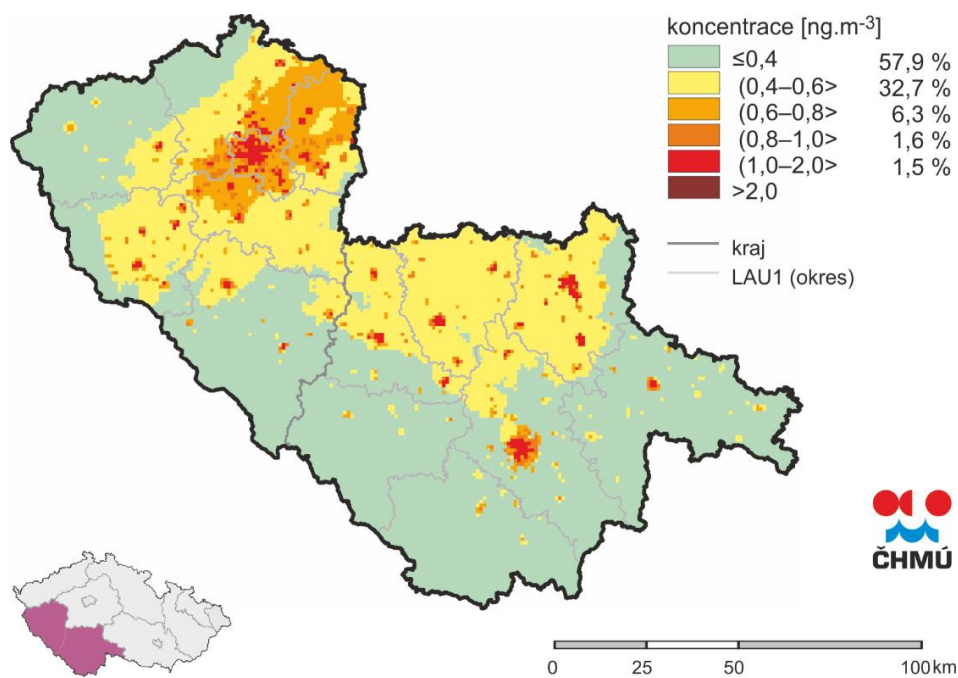 koncentrace [ng.m-3]
≤0,4 57,9 %
(0,4–0,6> 32,7 %
(0,6–0,8> 6,3 %
(0,8–1,0> 1,6 %
(1,0–2,0> 1,5 %
>2,0
kraj
LAU1 (okres)
ČHMÚ
0 25 50 100 km